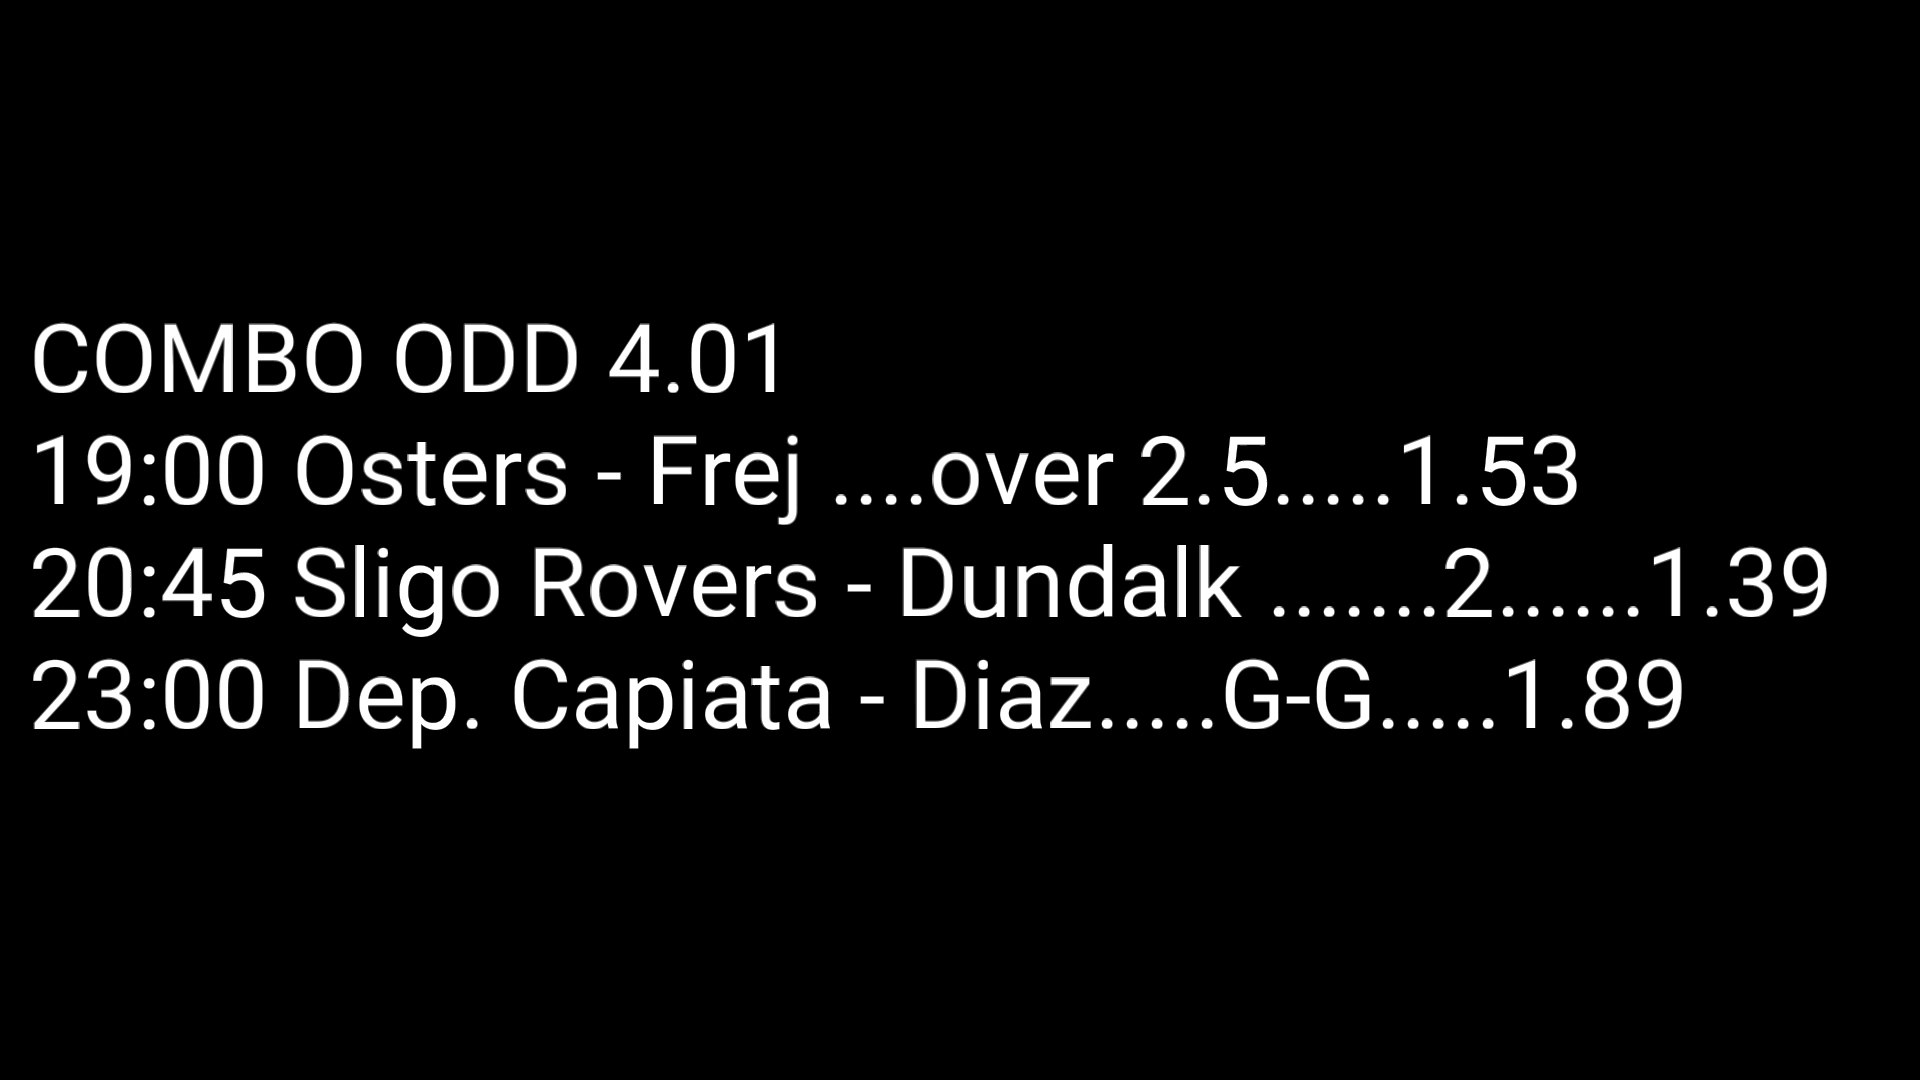 COMBO ODD 4.01
19:00 Osters - Frej ....over 2.5.....1.53
20:45 Sligo Rovers - Dundalk .......2......1.39
23:00 Dep. Capiata - Diaz.....G-G.....1.89